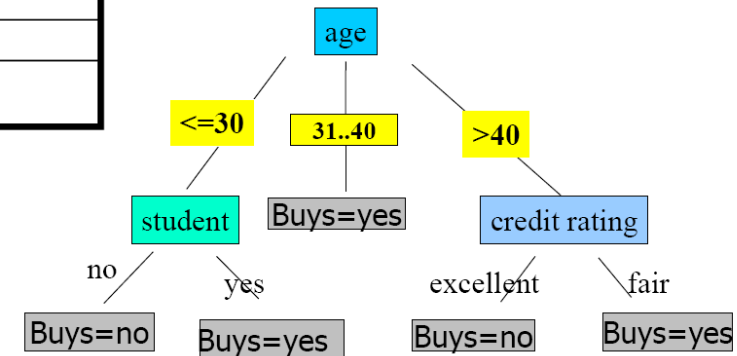 age
<=30
31..40
>40
student
Buys=yes
credit rating
no
yes
excellent
fair
Buys=no
Buys=yes
Buys=no
Buys=yes